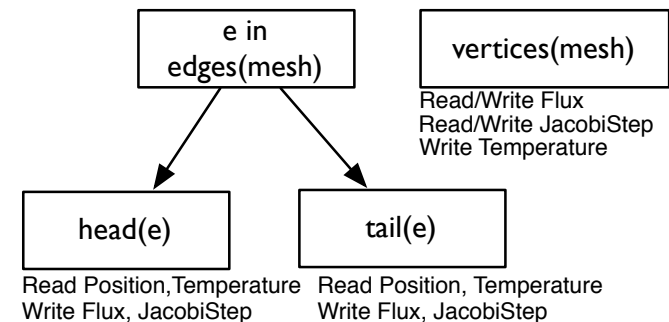 e in
edges(mesh)
vertices(mesh)
Read/Write Flux
Read/Write JacobiStep
Write Temperature
head(e)
tail(e)
Read Position,Temperature
Write Flux, JacobiStep
Read Position, Temperature
Write Flux, JacobiStep